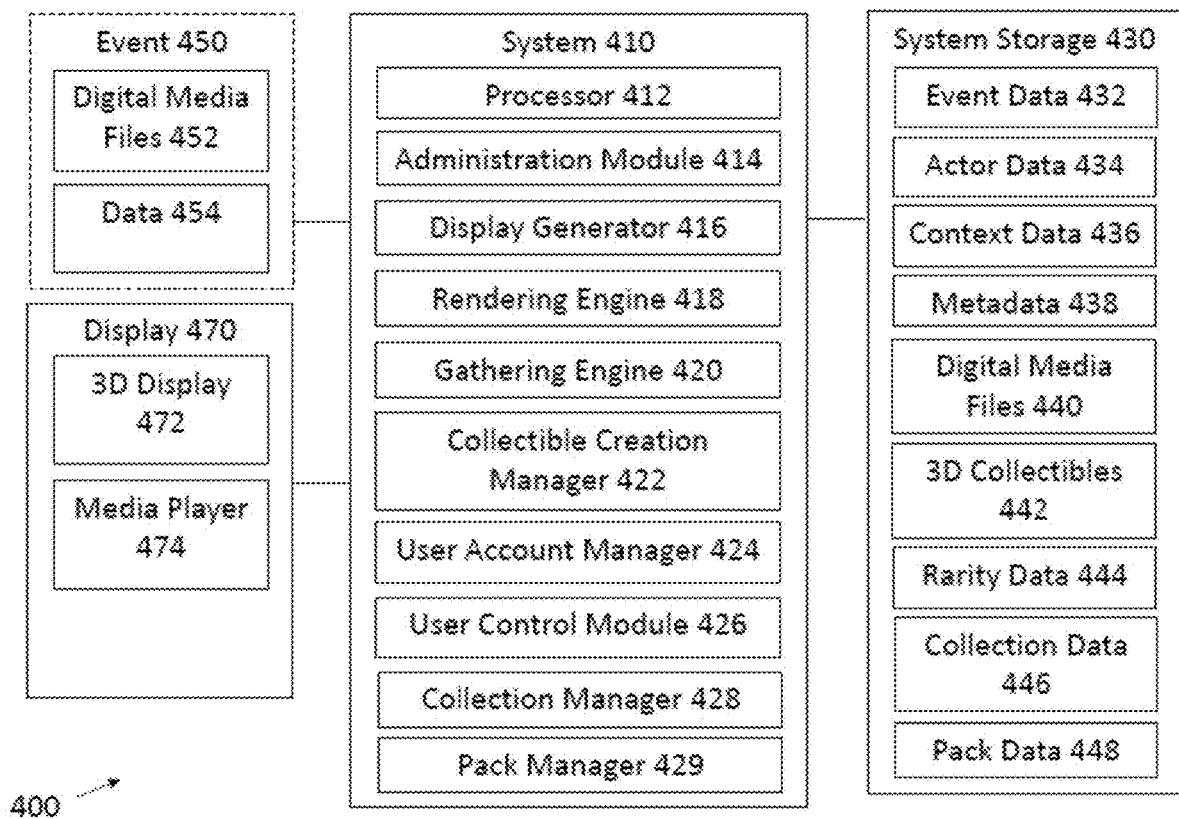 Event 450
Digital Media
Files 452
Data 454
Display 470
3D Display
472
Media Player
474
System 410
Processor 412
Administration Module 414
Display Generator 416
Rendering Engine 418
Gathering Engine 420
Collectible Creation
Manager 422
User Account Manager 424
User Control Module 426
Collection Manager 428
Pack Manager 429
System Storage 430
Event Data 432
Actor Data 434
Context Data 436
Metadata 438
Digital Media
Files 440
3D Collectibles
442
Rarity Data 444
Collection Data
446
Pack Data 448
400